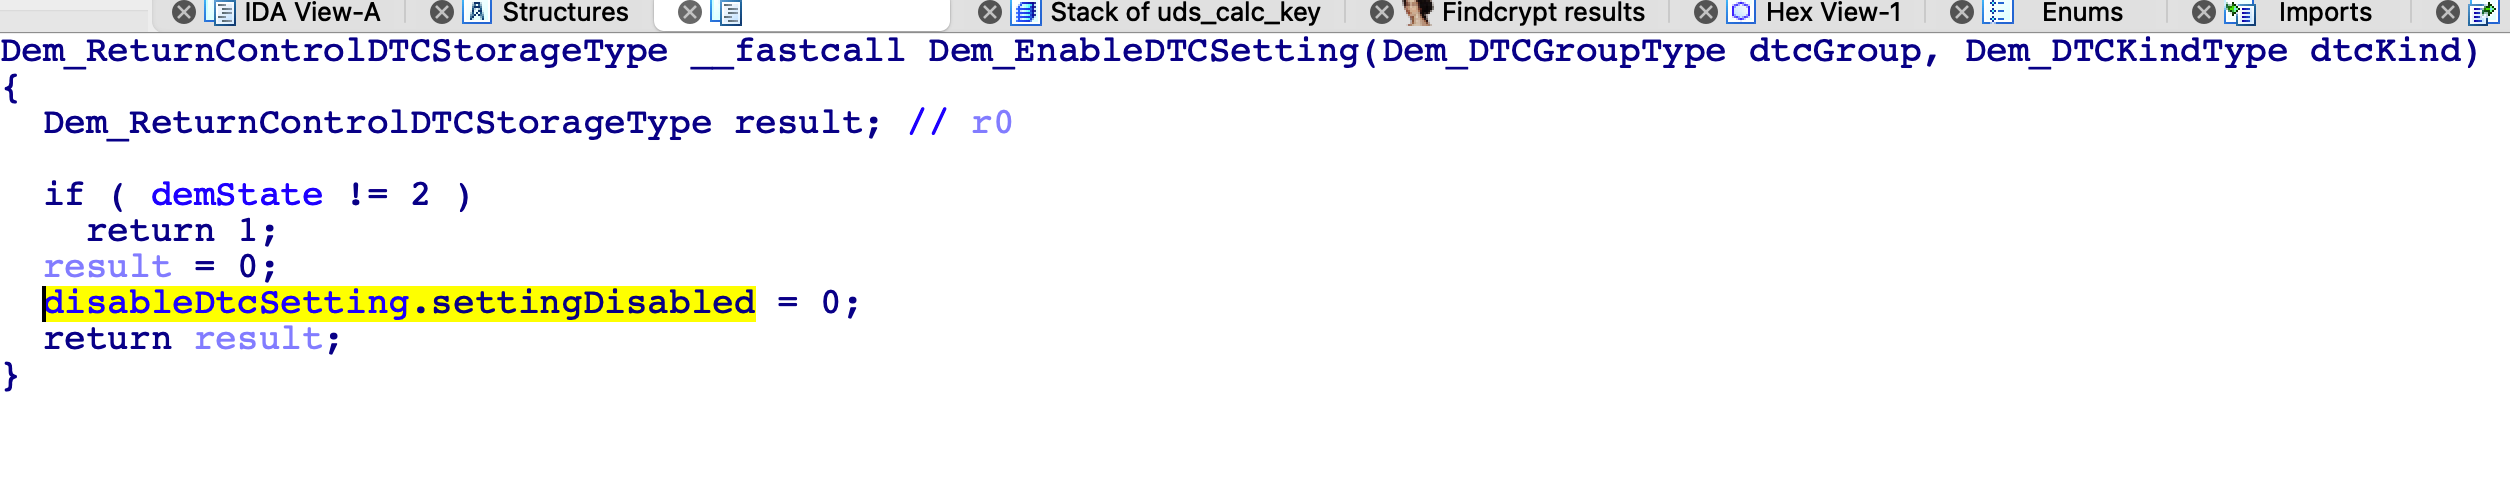 IDA View-A Structures Stack of uds_calc_key Findcrypt results Hex View-1 Enums Imports
Dem_ReturnControlDTCStorageType __fastcall Dem_EnableDTCSetting(Dem_DTCGroupType dtcGroup, Dem_DTCKindType dtcKind)
{
  Dem_ReturnControlDTCStorageType result; // r0

  if ( demState != 2 )
    return 1;
  result = 0;
  disableDtcSetting.settingDisabled = 0;
  return result;
}